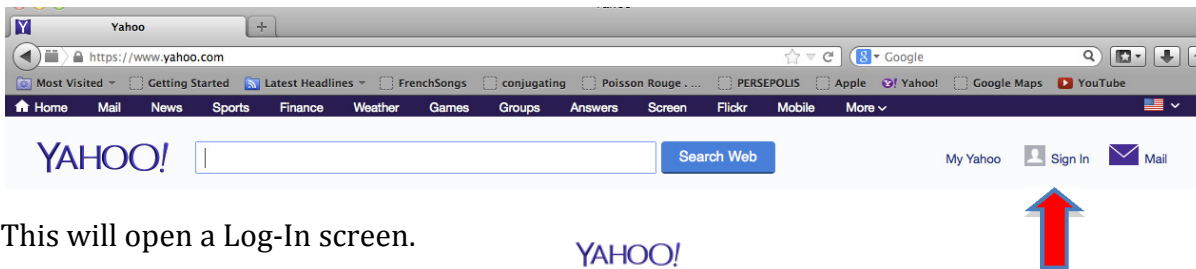 Yahoo
https://www.yahoo.com Google
Most Visited Getting Started Latest Headlines FrenchSongs conjugating Poisson Rouge .... PERSEPOLIS Apple Yahoo! Google Maps YouTube
Home Mail News Sports Finance Weather Games Groups Answers Screen Flickr Mobile More
YAHOO! Search Web My Yahoo Sign In Mail
This will open a Log-In screen.
YAHOO!